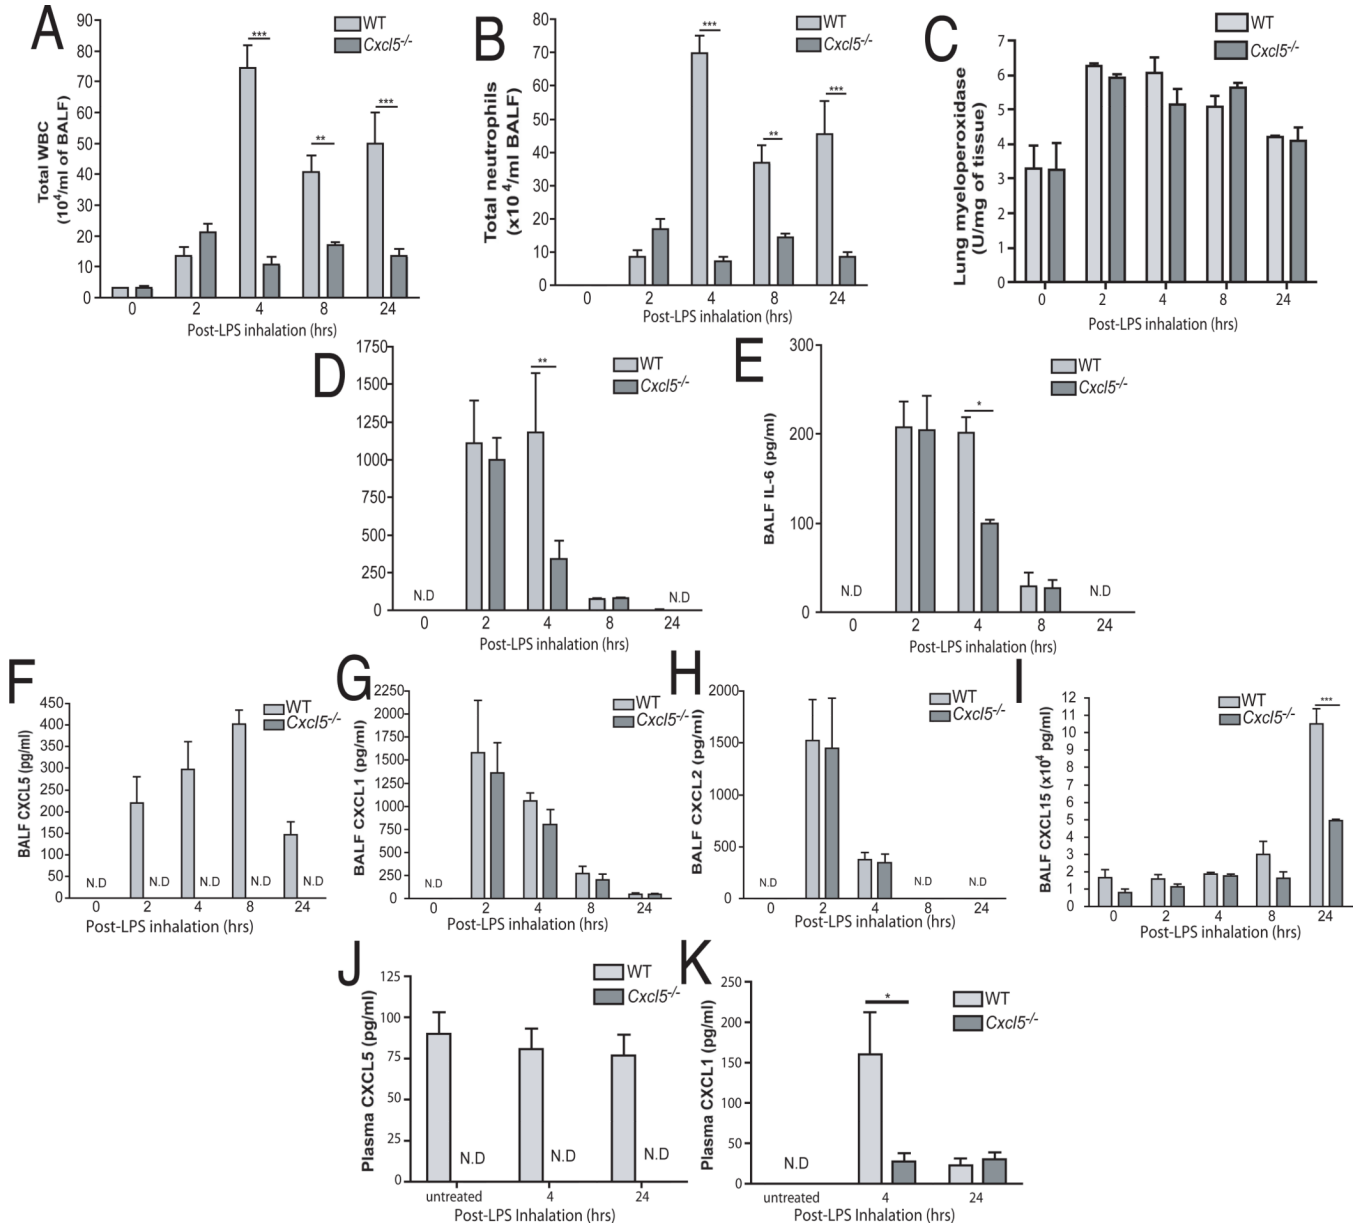 A
Total WBC
(10⁴/ml of BALF)
90
80
70
60
50
40
30
20
10
0
***
**
***
WT
Cxcl5-/-
0 2 4 8 24
Post-LPS inhalation (hrs)
B
Total neutrophils
(x10 ⁴/ml BALF)
80
70
60
50
40
30
20
10
0
***
**
***
WT
Cxcl5-/-
0 2 4 8 24
Post-LPS inhalation (hrs)
C
Lung myeloperoxidase
(U/mg of tissue)
7
6
5
4
3
2
1
0
WT
Cxcl5-/-
0 2 4 8 24
Post-LPS inhalation (hrs)
D
1750
1500
1250
1000
750
500
250
0
N.D
**
N.D
WT
Cxcl5-/-
0 2 4 8 24
Post-LPS inhalation (hrs)
E
BALF IL-6 (pg/ml)
300
200
100
0
N.D
*
N.D
WT
Cxcl5-/-
0 2 4 8 24
Post-LPS inhalation (hrs)
F
BALF CXCL5 (pg/ml)
450
400
350
300
250
200
150
100
50
0
N.D N.D N.D N.D N.D
WT
Cxcl5-/-
0 2 4 8 24
Post-LPS inhalation (hrs)
G
BALF CXCL1 (pg/ml)
2250
2000
1750
1500
1250
1000
750
500
250
0
N.D
WT
Cxcl5-/-
0 2 4 8 24
Post-LPS inhalation (hrs)
H
BALF CXCL2 (pg/ml)
2000
1500
1000
500
0
N.D N.D N.D
WT
Cxcl5-/-
0 2 4 8 24
Post-LPS inhalation (hrs)
I
BALF CXCL15 (x10⁴ pg/ml)
12
11
10
9
8
7
6
5
4
3
2
1
0
***
WT
Cxcl5-/-
0 2 4 8 24
Post-LPS inhalation (hrs)
J
Plasma CXCL5 (pg/ml)
125
100
75
50
25
0
N.D N.D N.D
WT
Cxcl5-/-
untreated 4 24
Post-LPS Inhalation (hrs)
K
Plasma CXCL1 (pg/ml)
250
200
150
100
50
0
N.D
*
WT
Cxcl5-/-
untreated 4 24
Post-LPS Inhalation (hrs)